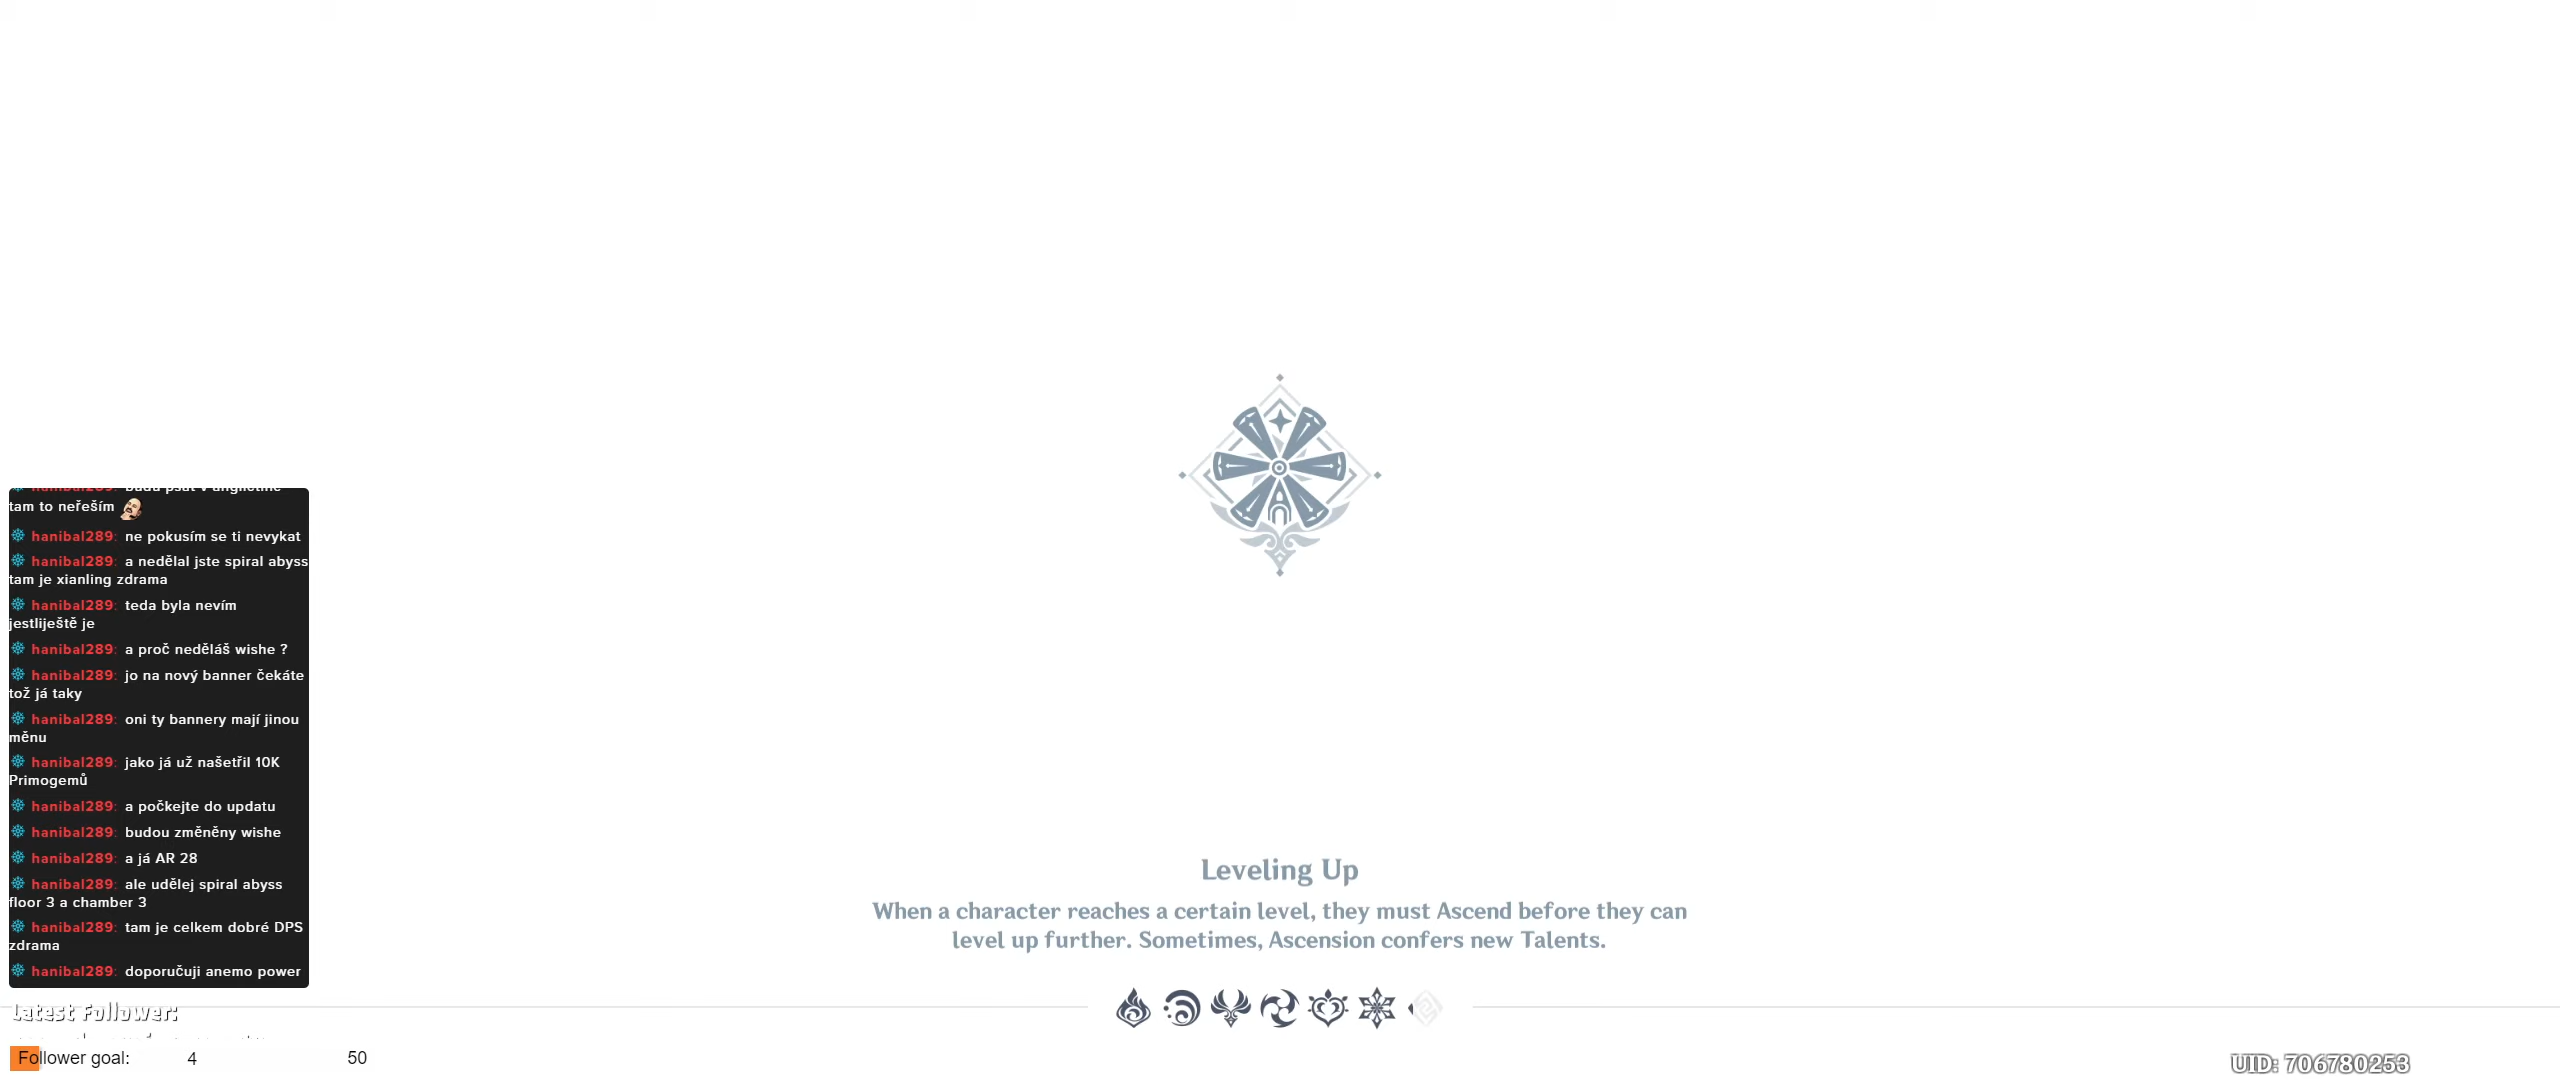 hanibal289: budu psát v angličtině
tam to neřeším
hanibal289: ne pokusím se ti nevykat
hanibal289: a nedělal jste spiral abyss
tam je xianling zdrama
hanibal289: teda byla nevím
jestliještě je
hanibal289: a proč neděláš wishe ?
hanibal289: jo na nový banner čekáte
tož já taky
hanibal289: oni ty bannery mají jinou
měnu
hanibal289: jako já už našetřil 10K
Primogemů
hanibal289: a počkejte do updatu
hanibal289: budou změněny wishe
hanibal289: a já AR 28
hanibal289: ale udělej spiral abyss
floor 3 a chamber 3
hanibal289: tam je celkem dobré DPS
zdrama
hanibal289: doporučuji anemo power
Latest Follower:
Follower goal: 4 50
Leveling Up
When a character reaches a certain level, they must Ascend before they can
level up further. Sometimes, Ascension confers new Talents.
UID: 706780253